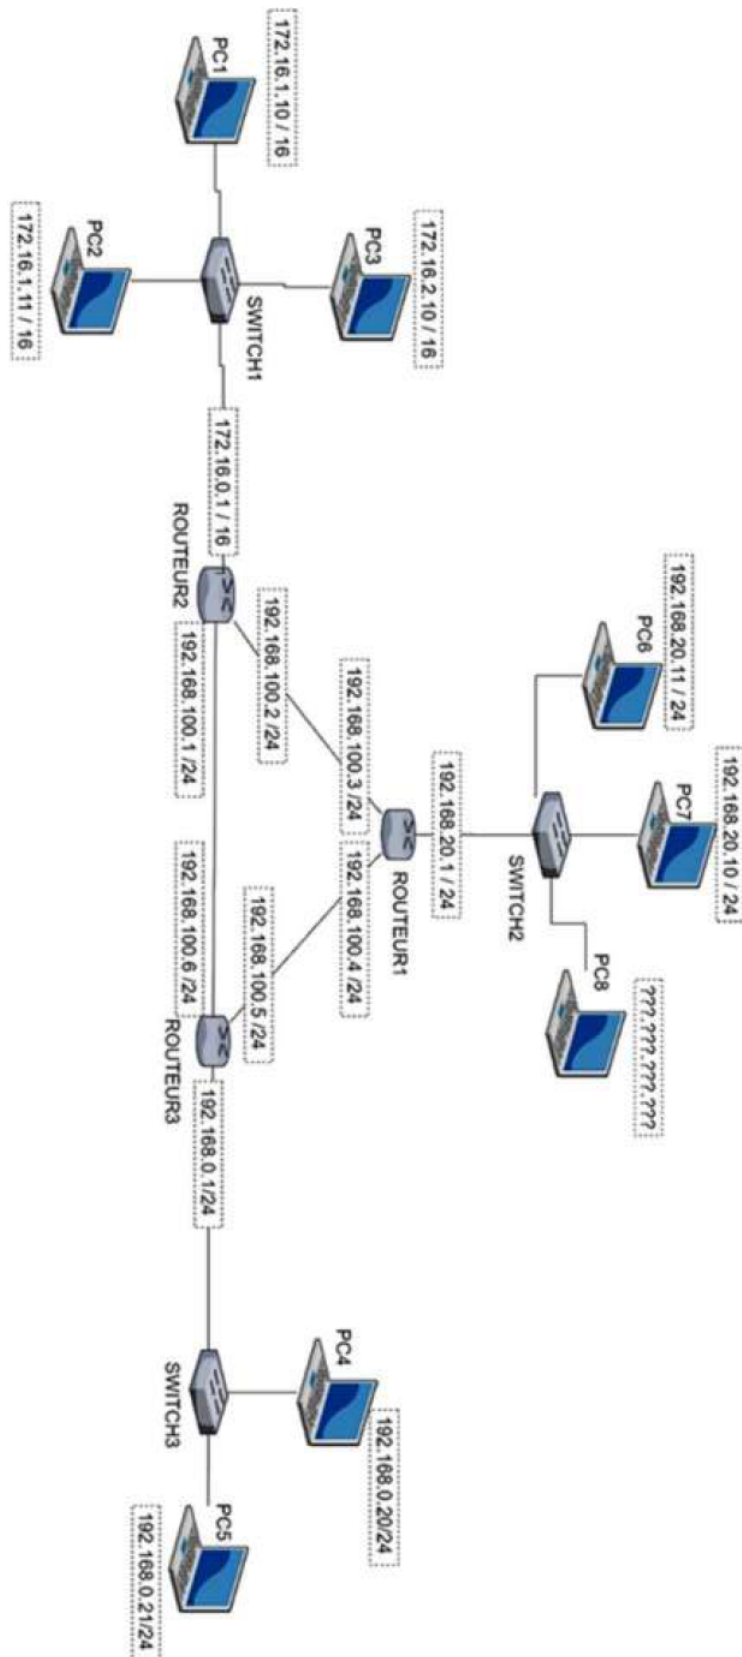 192.168.20.11 / 24
PC6
192.168.20.10 / 24
PC7
???.???.???.???
PC8
SWITCH2
192.168.20.1 / 24
ROUTEUR1
192.168.100.3 /24
192.168.100.4 /24
PC1
172.16.1.10 / 16
PC3
172.16.2.10 / 16
SWITCH1
PC2
172.16.1.11 / 16
172.16.0.1 / 16
ROUTEUR2
192.168.100.2 /24
192.168.100.1 /24
192.168.100.5 /24
192.168.100.6 /24
ROUTEUR3
192.168.0.1/24
PC4
192.168.0.20/24
SWITCH3
PC5
192.168.0.21/24